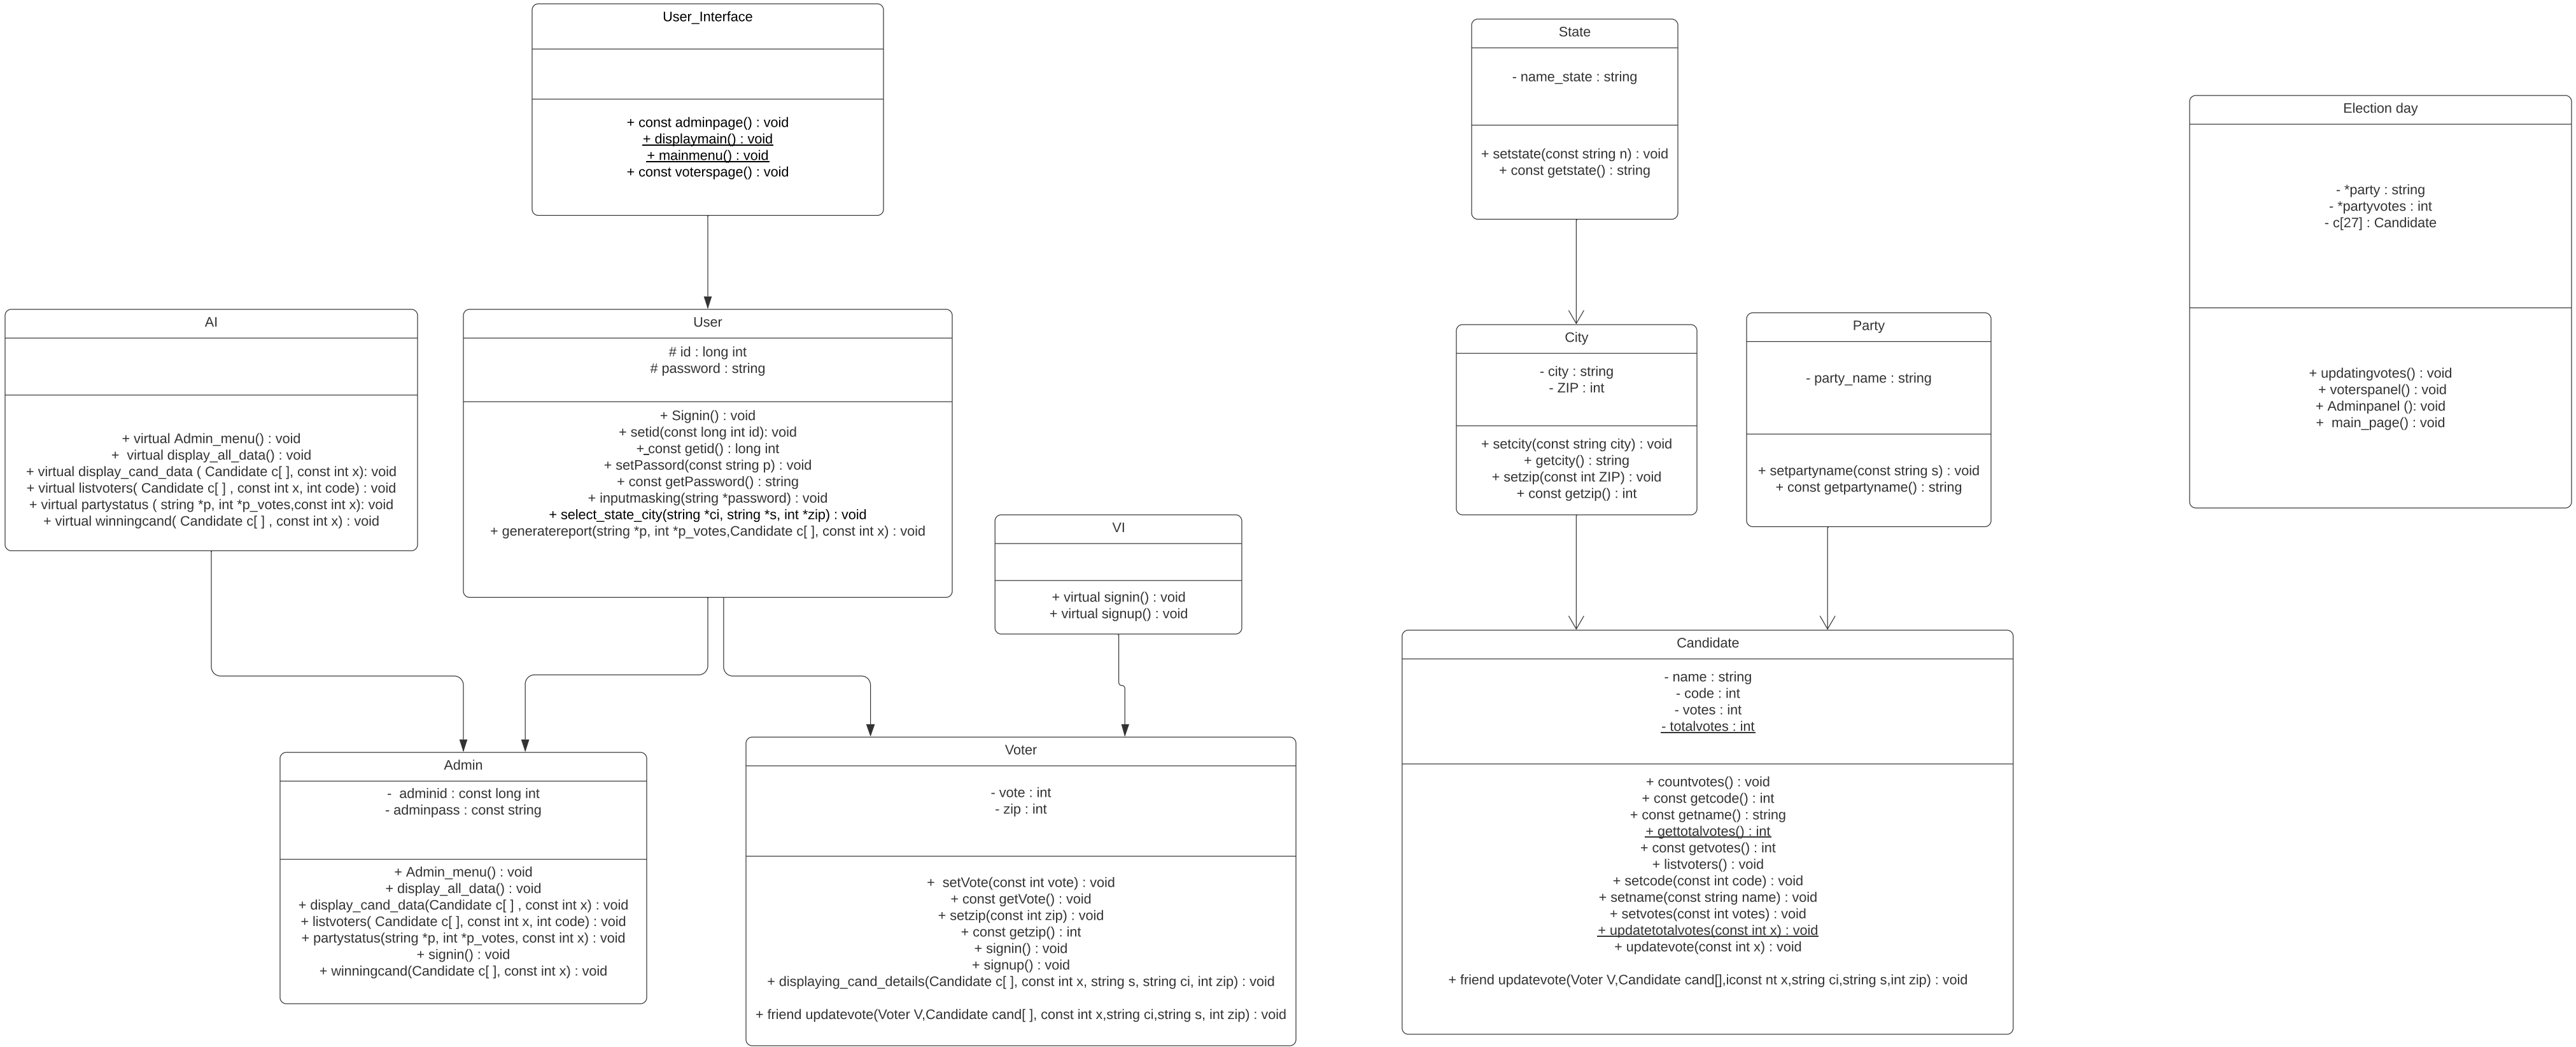 User_Interface
+ const adminpage() : void
+ displaymain() : void
+ mainmenu() : void
+ const voterspage() : void
State
- name_state : string
+ setstate(const string n) : void
+ const getstate() : string
Election day
- *party : string
- *partyvotes : int
- c[27] : Candidate
+ updatingvotes() : void
+ voterspanel() : void
+ Adminpanel (): void
+  main_page() : void
AI
+ virtual Admin_menu() : void
+  virtual display_all_data() : void
+ virtual display_cand_data ( Candidate c[ ], const int x): void
+ virtual listvoters( Candidate c[ ] , const int x, int code) : void
+ virtual partystatus ( string *p, int *p_votes,const int x): void
+ virtual winningcand( Candidate c[ ] , const int x) : void
User
# id : long int
# password : string
+ Signin() : void
+ setid(const long int id): void
+ const getid() : long int
+ setPassord(const string p) : void
+ const getPassword() : string
+ inputmasking(string *password) : void
+ select_state_city(string *ci, string *s, int *zip) : void
+ generatereport(string *p, int *p_votes,Candidate c[ ], const int x) : void
VI
+ virtual signin() : void
+ virtual signup() : void
City
- city : string
- ZIP : int
+ setcity(const string city) : void
+ getcity() : string
+ setzip(const int ZIP) : void
+ const getzip() : int
Party
- party_name : string
+ setpartyname(const string s) : void
+ const getpartyname() : string
Admin
-  adminid : const long int
- adminpass : const string
+ Admin_menu() : void
+ display_all_data() : void
+ display_cand_data(Candidate c[ ] , const int x) : void
+ listvoters( Candidate c[ ], const int x, int code) : void
+ partystatus(string *p, int *p_votes, const int x) : void
+ signin() : void
+ winningcand(Candidate c[ ], const int x) : void
Voter
- vote : int
- zip : int
+  setVote(const int vote) : void
+ const getVote() : void
+ setzip(const int zip) : void
+ const getzip() : int
+ signin() : void
+ signup() : void
+ displaying_cand_details(Candidate c[ ], const int x, string s, string ci, int zip) : void
+ friend updatevote(Voter V,Candidate cand[ ], const int x,string ci,string s, int zip) : void
Candidate
- name : string
- code : int
- votes : int
- totalvotes : int
+ countvotes() : void
+ const getcode() : int
+ const getname() : string
+ gettotalvotes() : int
+ const getvotes() : int
+ listvoters() : void
+ setcode(const int code) : void
+ setname(const string name) : void
+ setvotes(const int votes) : void
+ updatetotalvotes(const int x) : void
+ updatevote(const int x) : void
+ friend updatevote(Voter V,Candidate cand[],iconst nt x,string ci,string s,int zip) : void